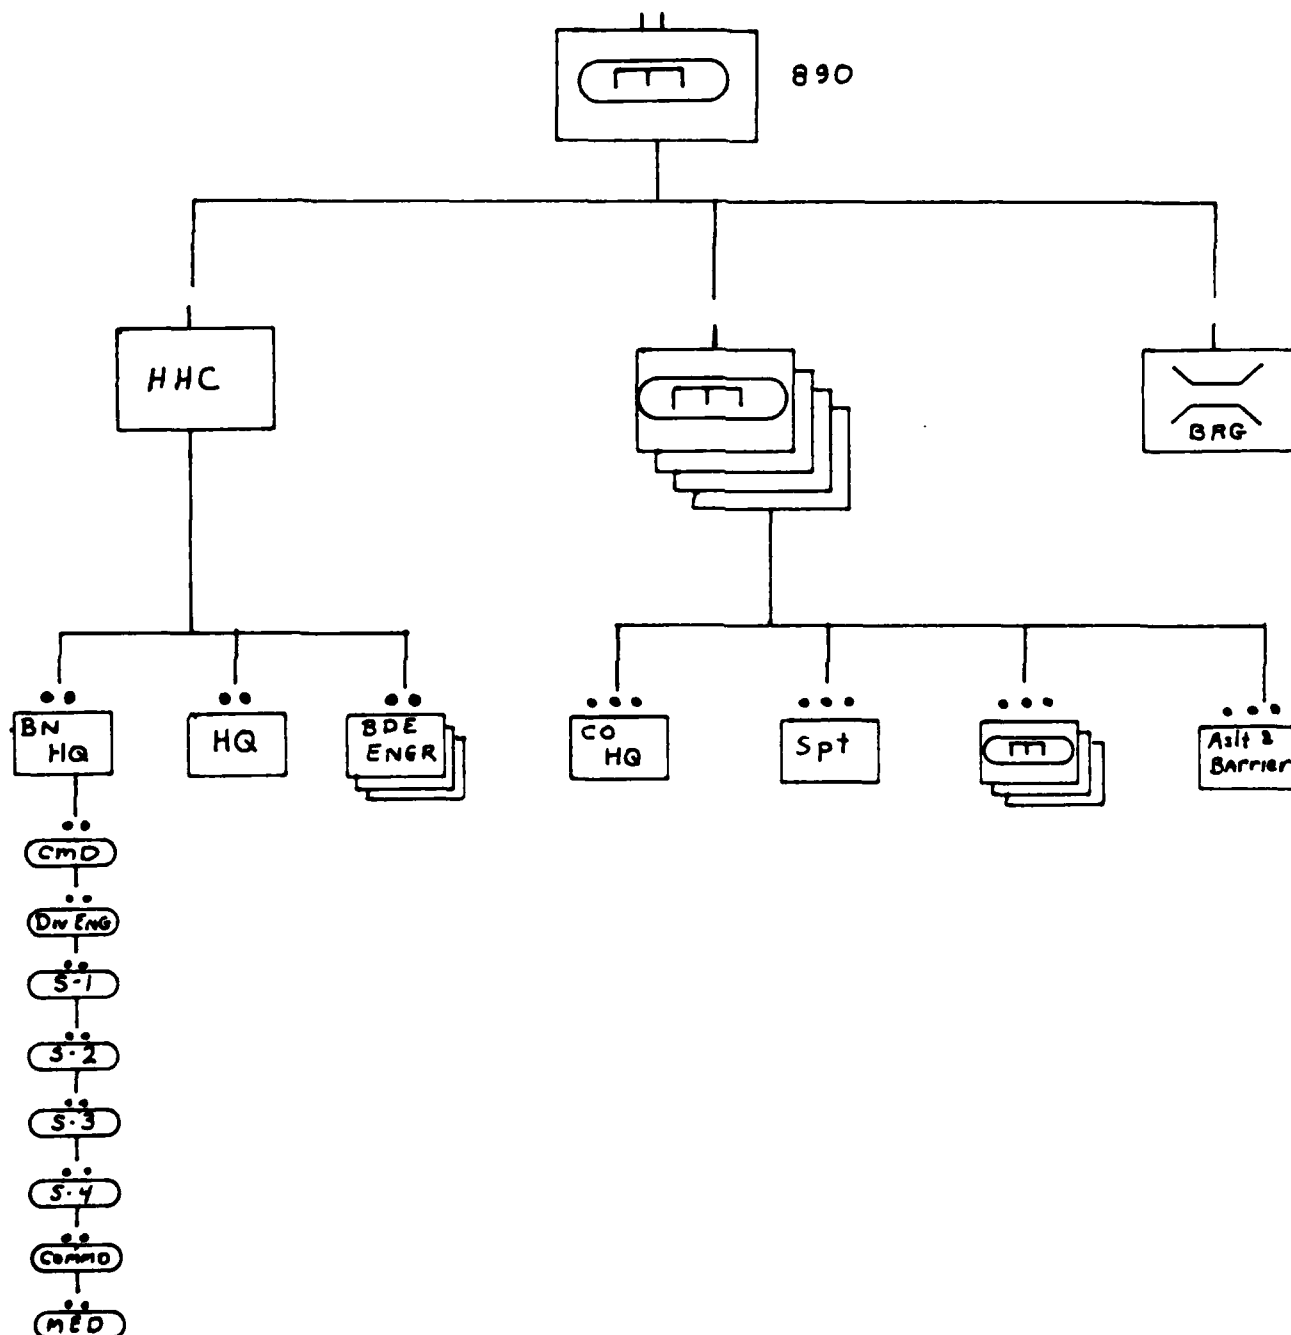 890
HHC
BRG
BN
HQ
HQ
BDE
ENGR
CO
HQ
Spt
Aslt &
BArrier
CMD
DIV ENG
S-1
S-2
S-3
S-4
COMMO
MED